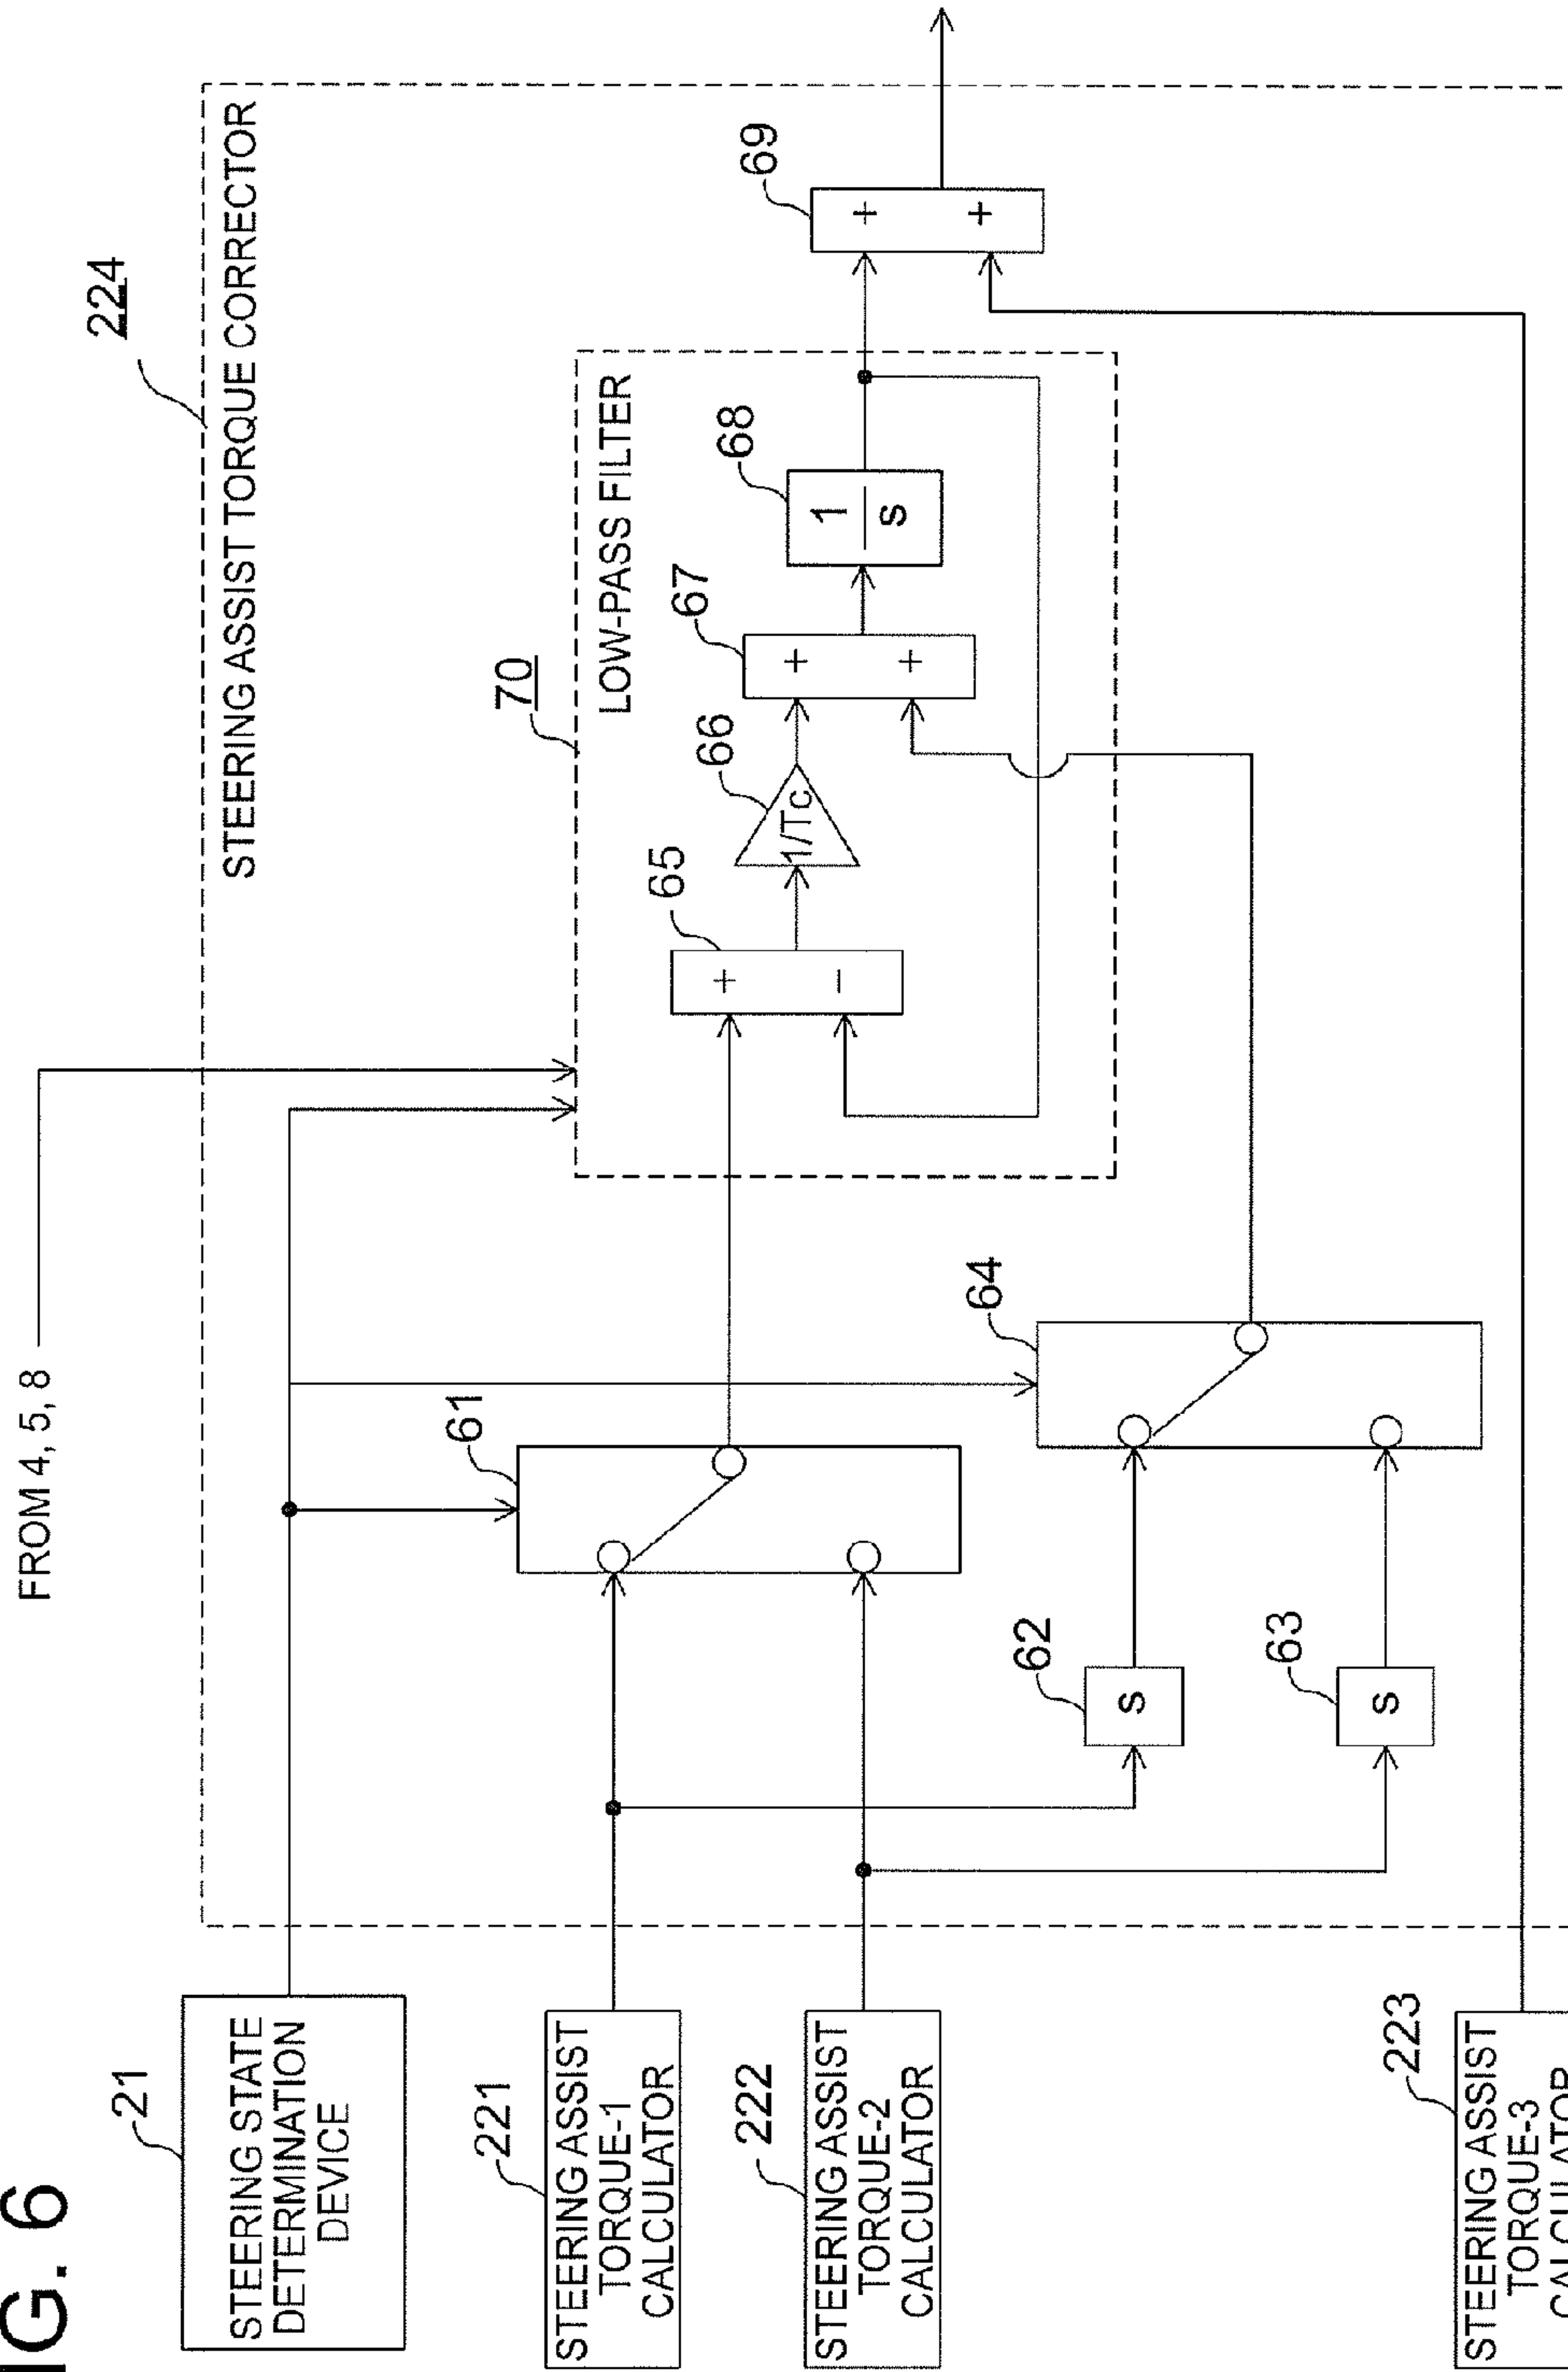 IG. 6
FROM 4, 5, 8
224
STEERING ASSIST TORQUE CORRECTOR
21
STEERING STATE
DETERMINATION
DEVICE
70
LOW-PASS FILTER
61
65
+
−
66
1/Tc
67
+
+
68
1
s
69
+
+
221
STEERING ASSIST
TORQUE-1
CALCULATOR
222
STEERING ASSIST
TORQUE-2
CALCULATOR
62
s
63
s
64
223
STEERING ASSIST
TORQUE-3
CALCULATOR